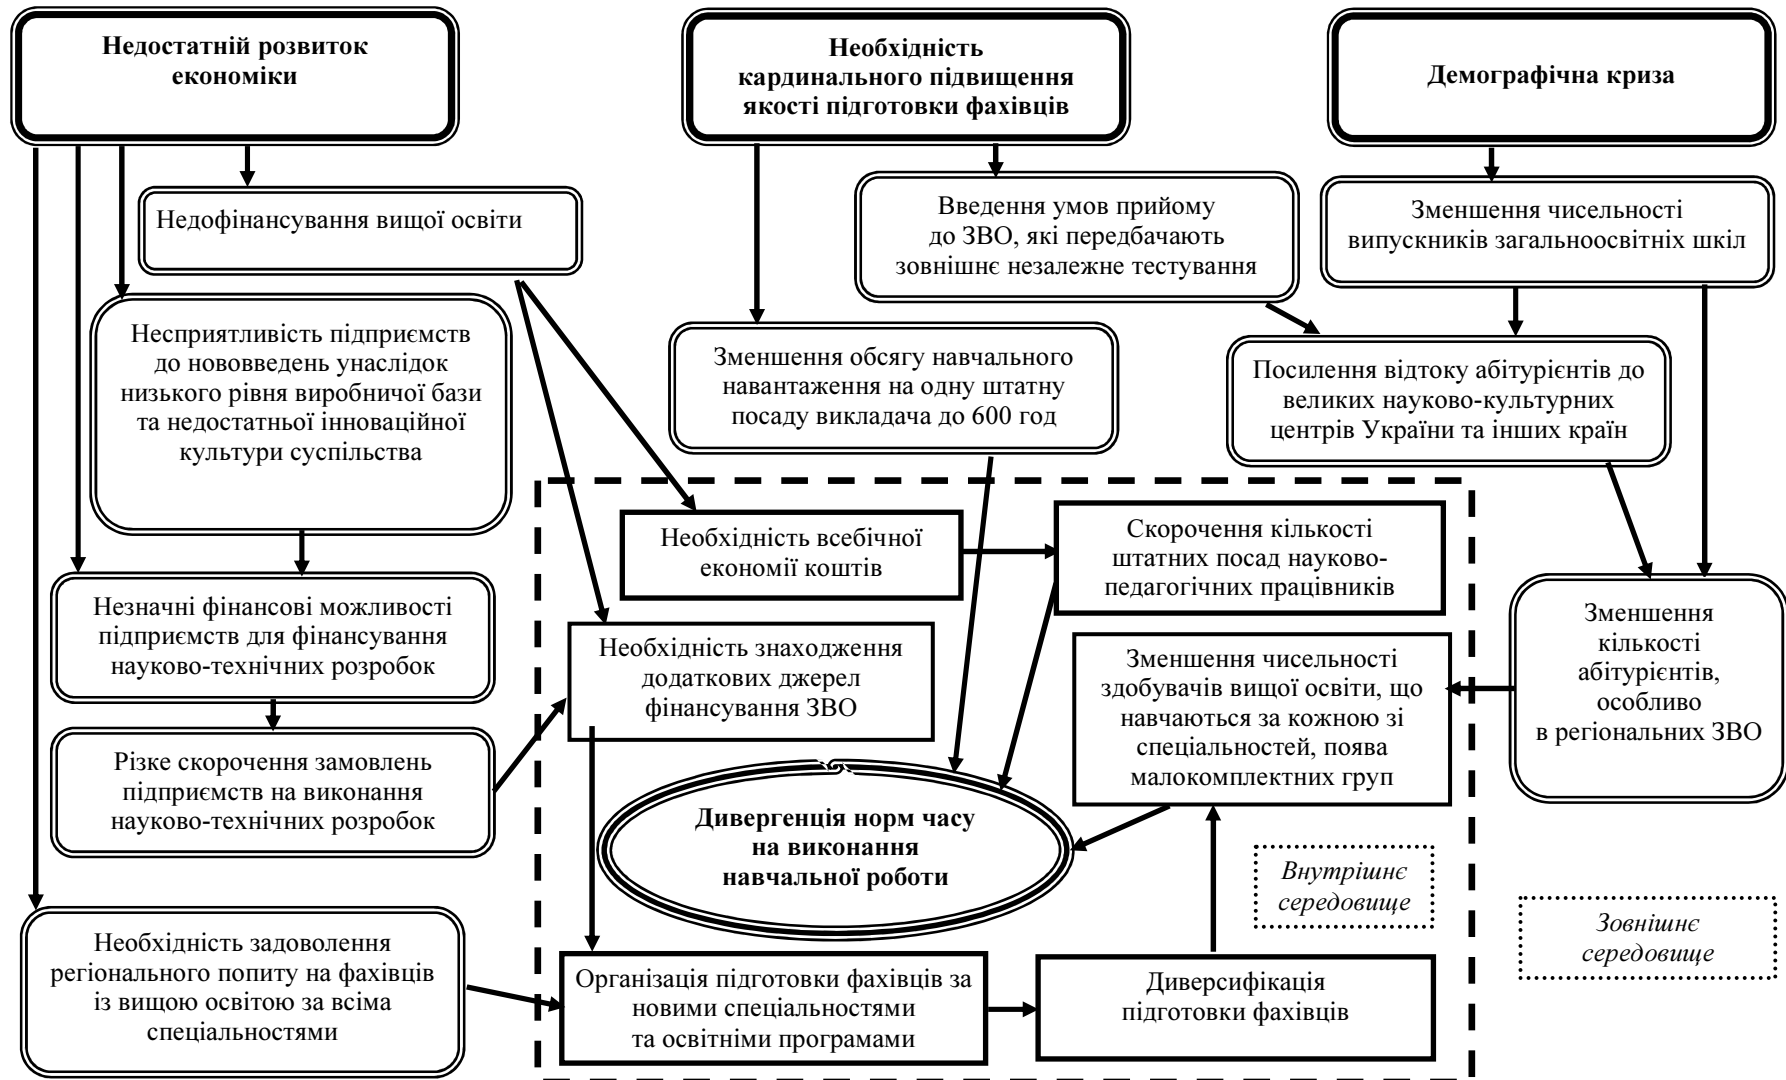 Недостатній розвиток
економіки
Необхідність
кардинального підвищення
якості підготовки фахівців
Демографічна криза
Недофінансування вищої освіти
Введення умов прийому
до ЗВО, які передбачають
зовнішнє незалежне тестування
Зменшення чисельності
випускників загальноосвітніх шкіл
Несприятливість підприємств
до нововведень унаслідок
низького рівня виробничої бази
та недостатньої інноваційної
культури суспільства
Зменшення обсягу навчального
навантаження на одну штатну
посаду викладача до 600 год
Посилення відтоку абітурієнтів до
великих науково-культурних
центрів України та інших країн
Необхідність всебічної
економії коштів
Скорочення кількості
штатних посад науково-
педагогічних працівників
Незначні фінансові можливості
підприємств для фінансування
науково-технічних розробок
Необхідність знаходження
додаткових джерел
фінансування ЗВО
Зменшення чисельності
здобувачів вищої освіти, що
навчаються за кожною зі
спеціальностей, поява
малокомплектних груп
Зменшення
кількості
абітурієнтів,
особливо
в регіональних ЗВО
Різке скорочення замовлень
підприємств на виконання
науково-технічних розробок
Дивергенція норм часу
на виконання
навчальної роботи
Внутрішнє
середовище
Зовнішнє
середовище
Необхідність задоволення
регіонального попиту на фахівців
із вищою освітою за всіма
спеціальностями
Організація підготовки фахівців за
новими спеціальностями
та освітніми програмами
Диверсифікація
підготовки фахівців